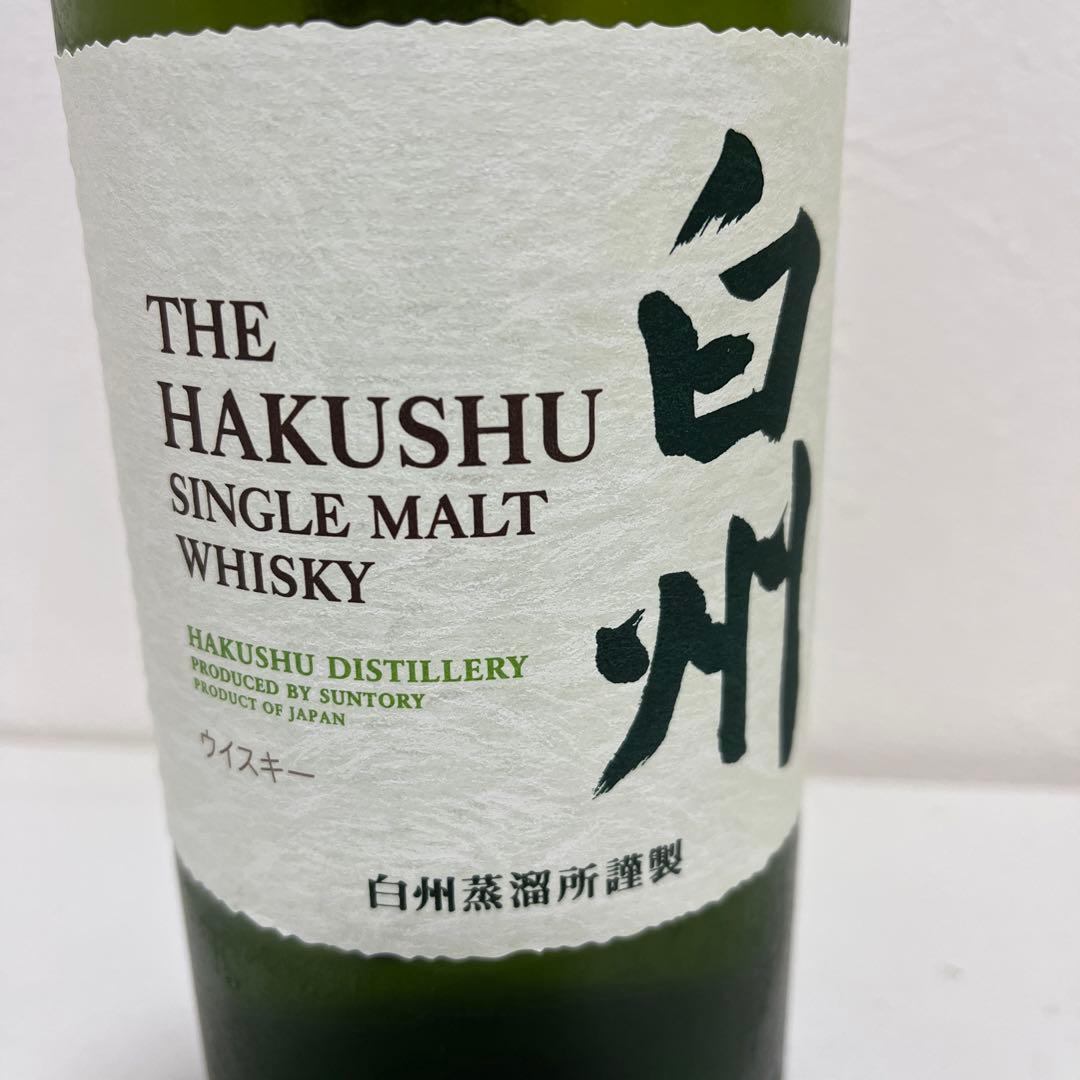 白州
THE
HAKUSHU
SINGLE MALT
WHISKY
HAKUSHU DISTILLERY
PRODUCED BY SUNTORY
PRODUCT OF JAPAN
ウイスキー
白州蒸溜所謹製